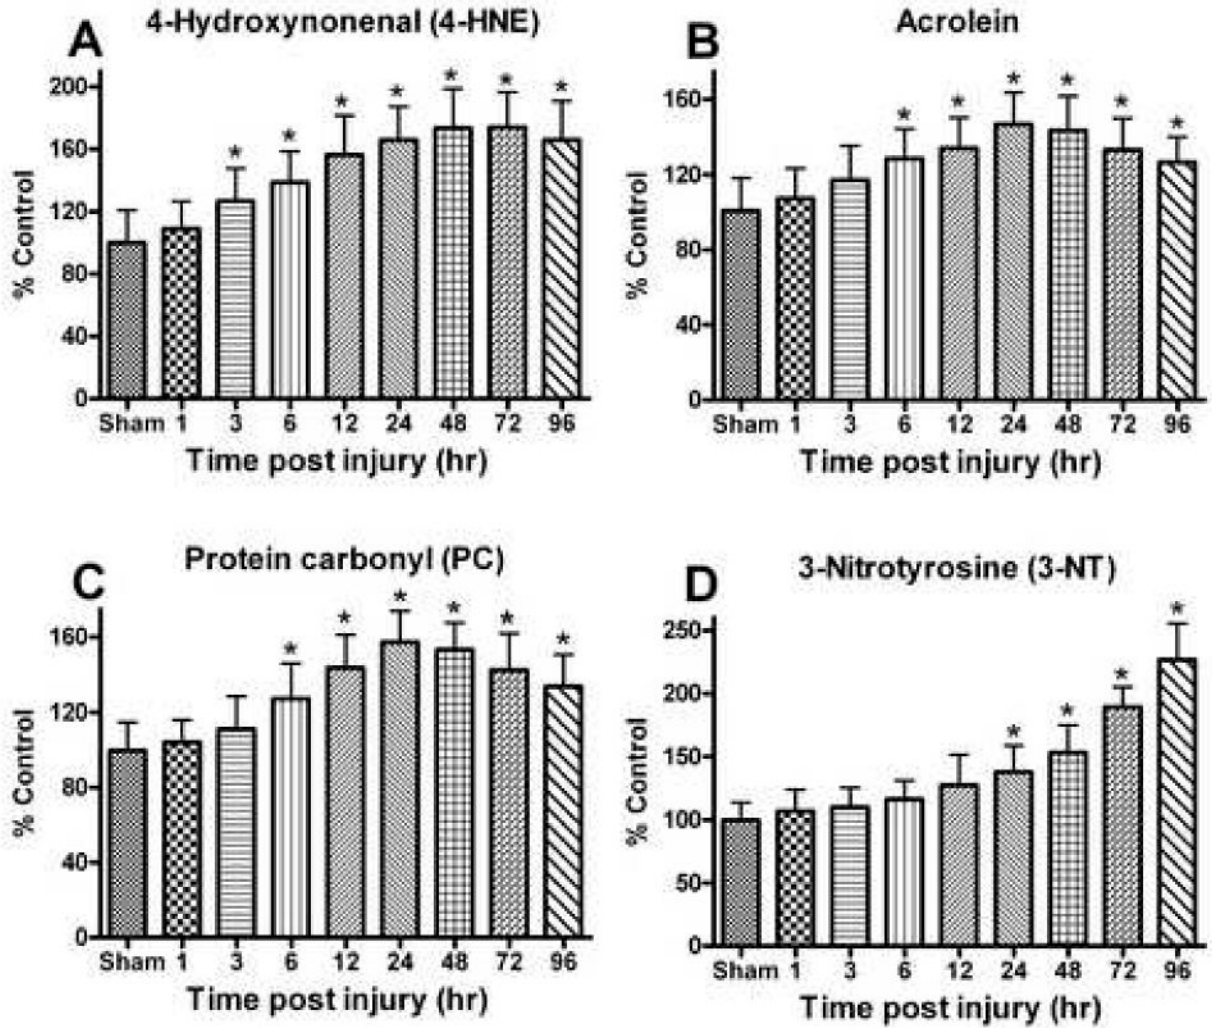 A
4-Hydroxynonenal (4-HNE)
% Control
200
160
120
80
40
0
* * * * * * *
Sham 1 3 6 12 24 48 72 96
Time post injury (hr)
B
Acrolein
% Control
160
120
80
40
0
* * * * * *
Sham 1 3 6 12 24 48 72 96
Time post injury (hr)
C
Protein carbonyl (PC)
% Control
160
120
80
40
0
* * * * * *
Sham 1 3 6 12 24 48 72 96
Time post injury (hr)
D
3-Nitrotyrosine (3-NT)
% Control
250
200
150
100
50
0
* * * *
Sham 1 3 6 12 24 48 72 96
Time post injury (hr)